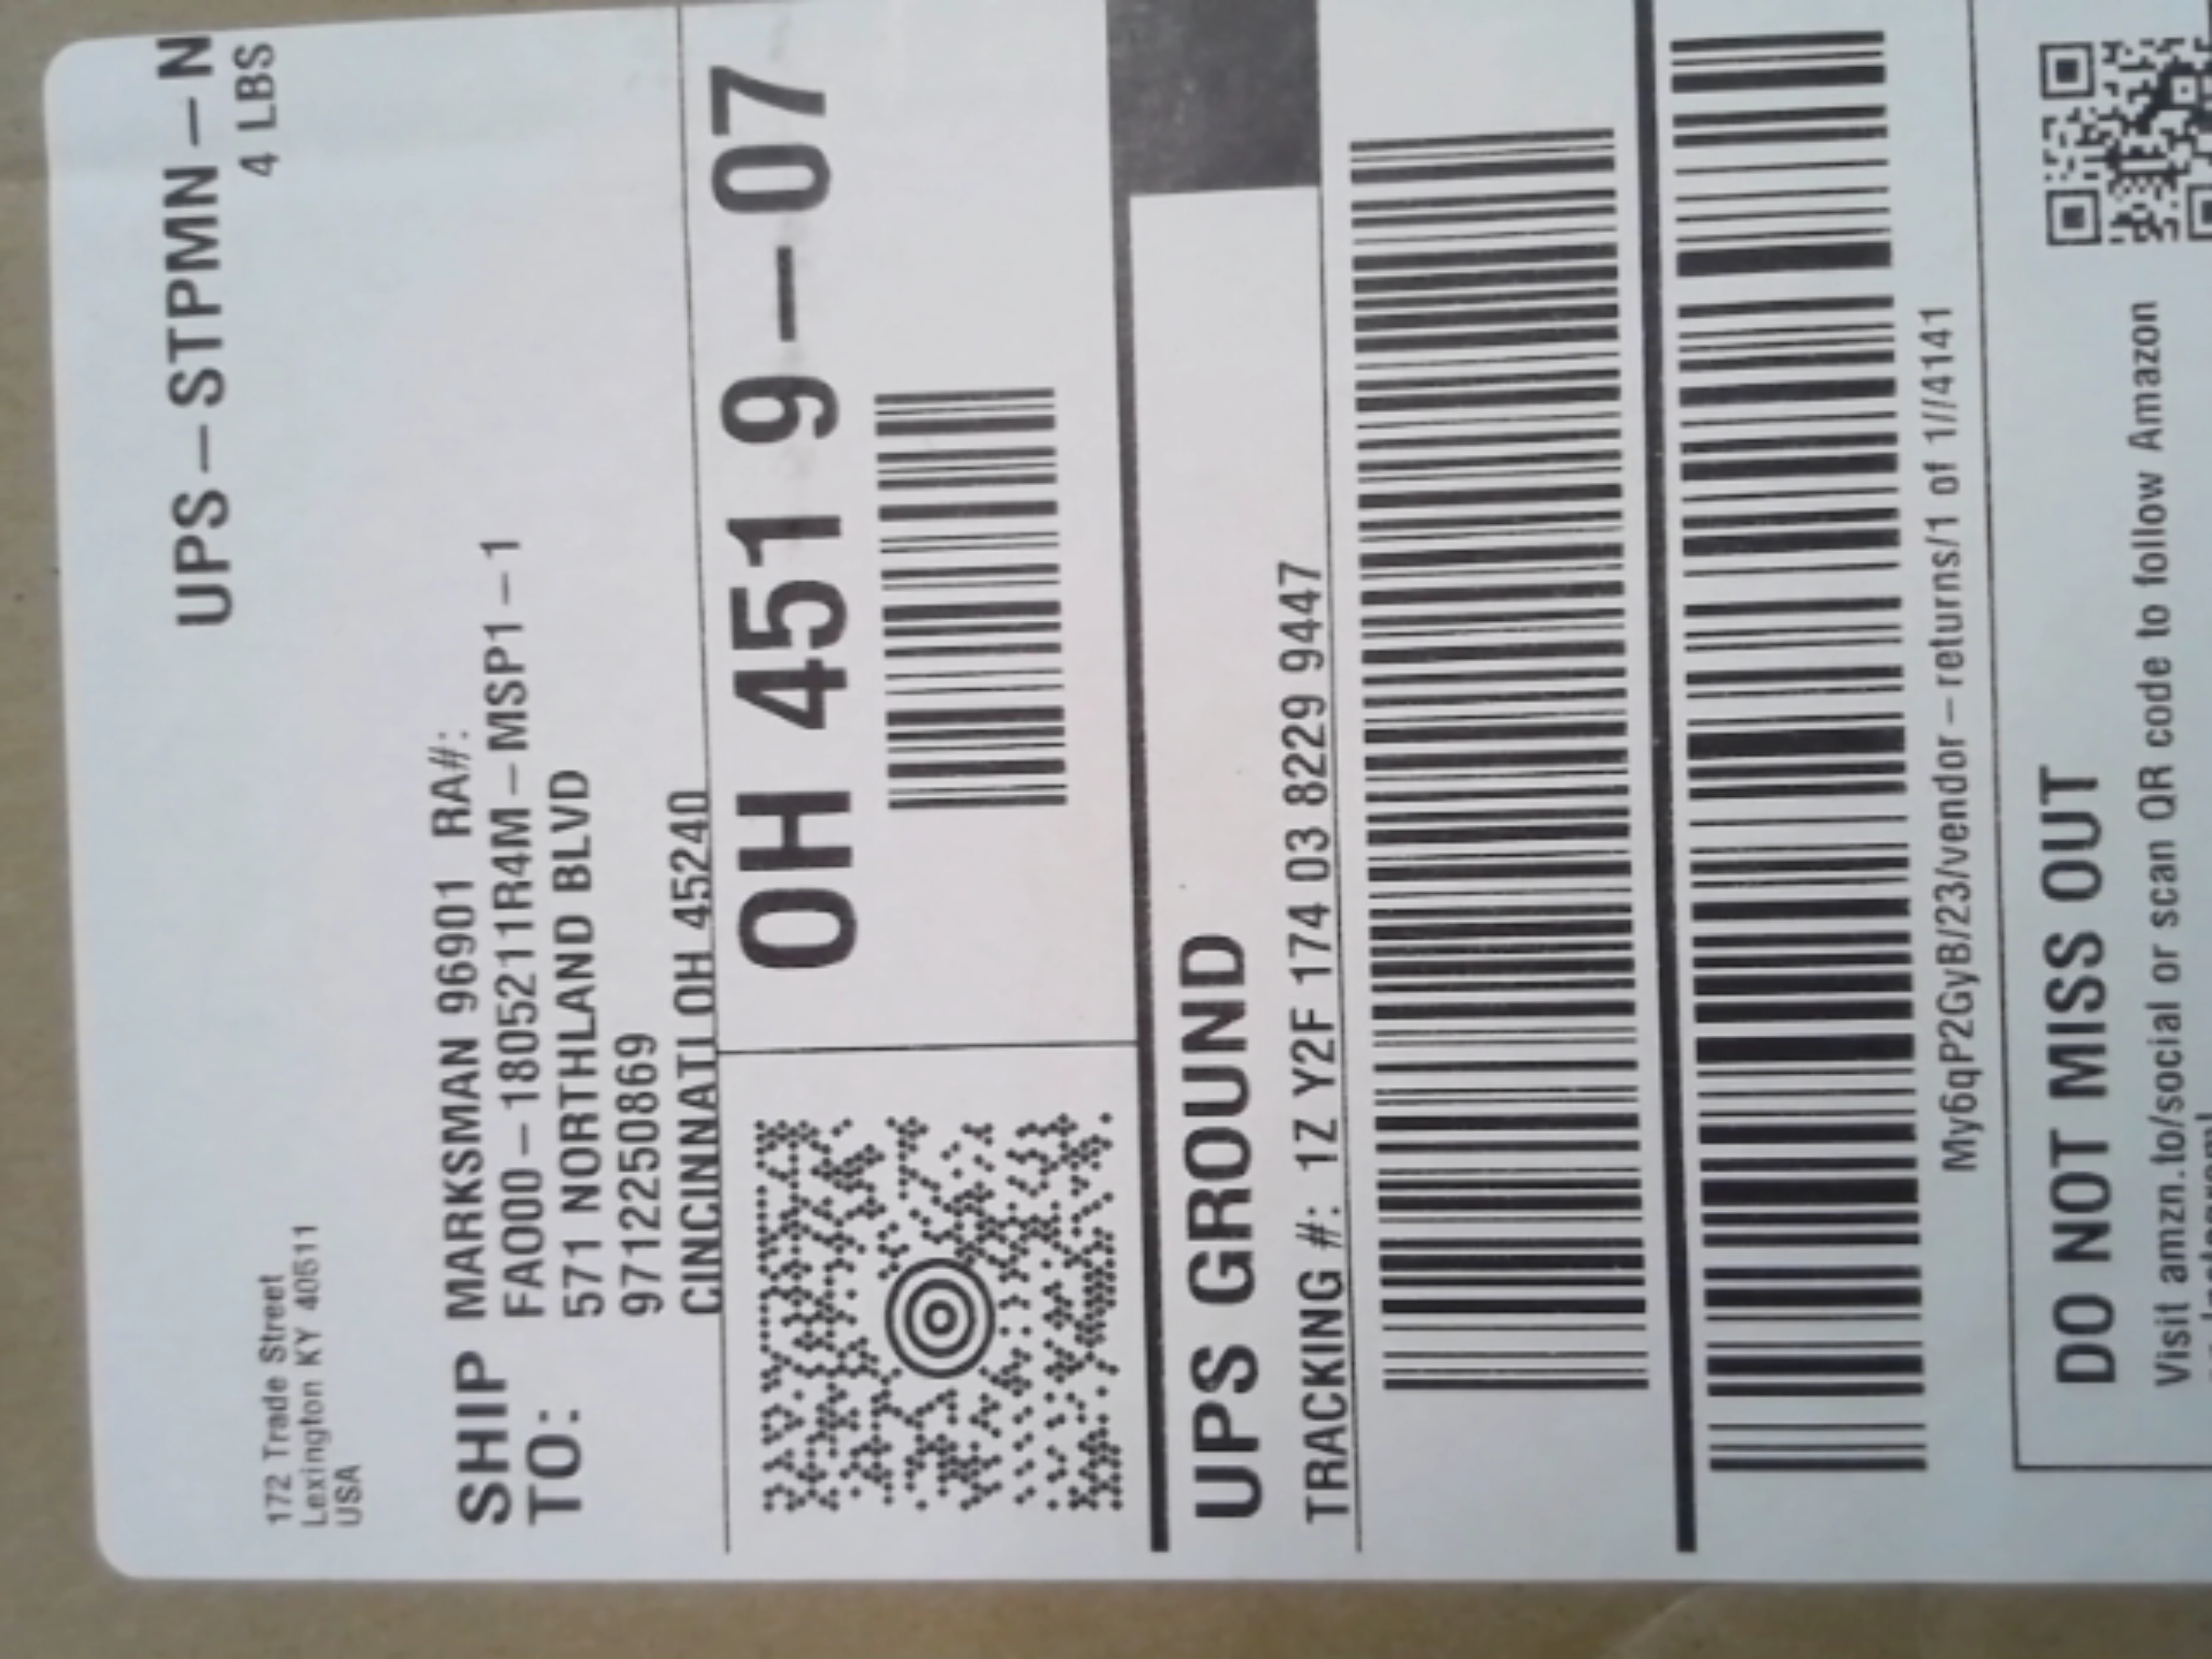 UPS-STPMN-N
4 LBS
172 Trade Street
Lexington KY 40511
USA
SHIP TO:
MARKSMAN 96901 RA#:
FA000-1805211R4M-MSP1-1
571 NORTHLAND BLVD
9712250869
CINCINNATI OH 45240
OH 451 9-07
UPS GROUND
TRACKING #: 1Z Y2F 174 03 8229 9447
My6qP2GyB/23/vendor-returns/1 of 1//4141
DO NOT MISS OUT
Visit amzn.to/social or scan QR code to follow Amazon